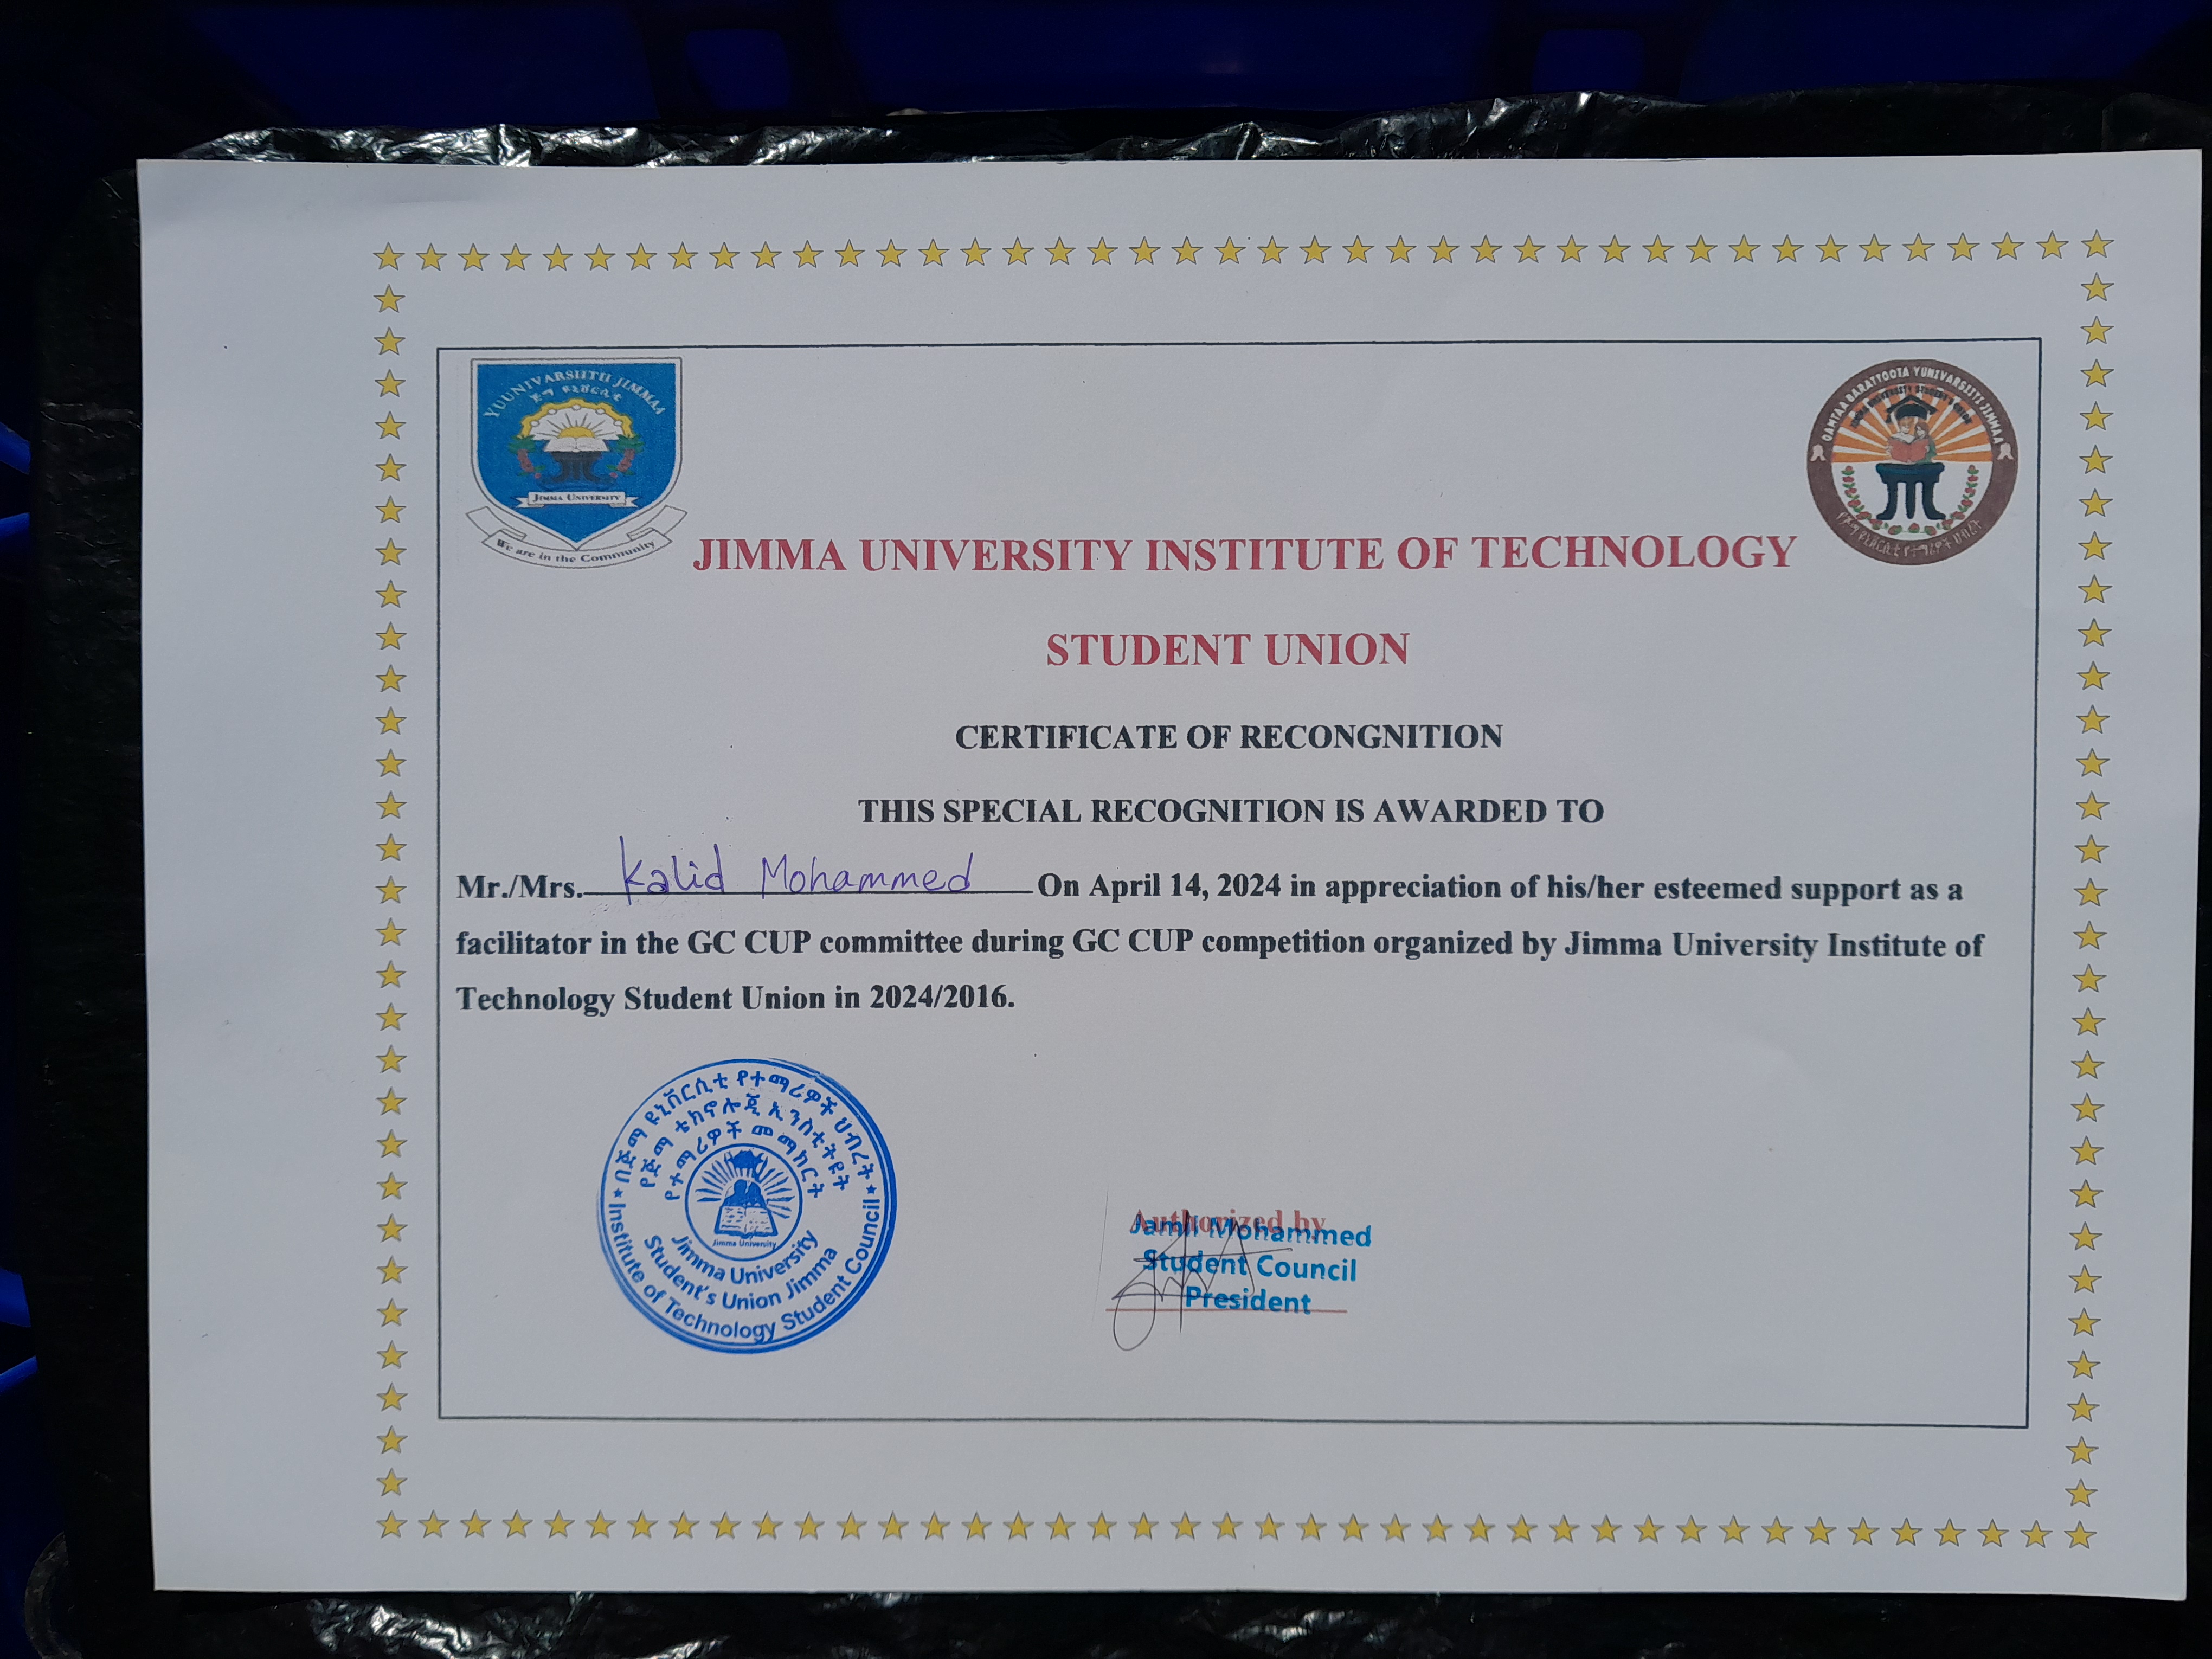 YUUNIVARSIITII JIMMAA
ጅማ ዩኒቨርሲቲ
JIMMA UNIVERSITY
We are in the Community
QAMTAA BARATTOOTA YUNIVARSITI JIMMAA
የጅማ ዩኒቨርሲቲ የተማሪዎች ህብረት
JIMMA UNIVERSITY INSTITUTE OF TECHNOLOGY
STUDENT UNION
CERTIFICATE OF RECONGNITION
THIS SPECIAL RECOGNITION IS AWARDED TO
Mr./Mrs. Kalid Mohammed On April 14, 2024 in appreciation of his/her esteemed support as a
facilitator in the GC CUP committee during GC CUP competition organized by Jimma University Institute of
Technology Student Union in 2024/2016.
በጅማ ዩኒቨርሲቲ የተማሪዎች ህብረት
የጅማ ቴክኖሎጂ ኢንስቲትዩት
የተማሪዎች መማክርት
Jimma University
Jimma University
Student's Union Jimma
Institute of Technology Student Council
Authorized by
Jamil Mohammed
Student Council
President